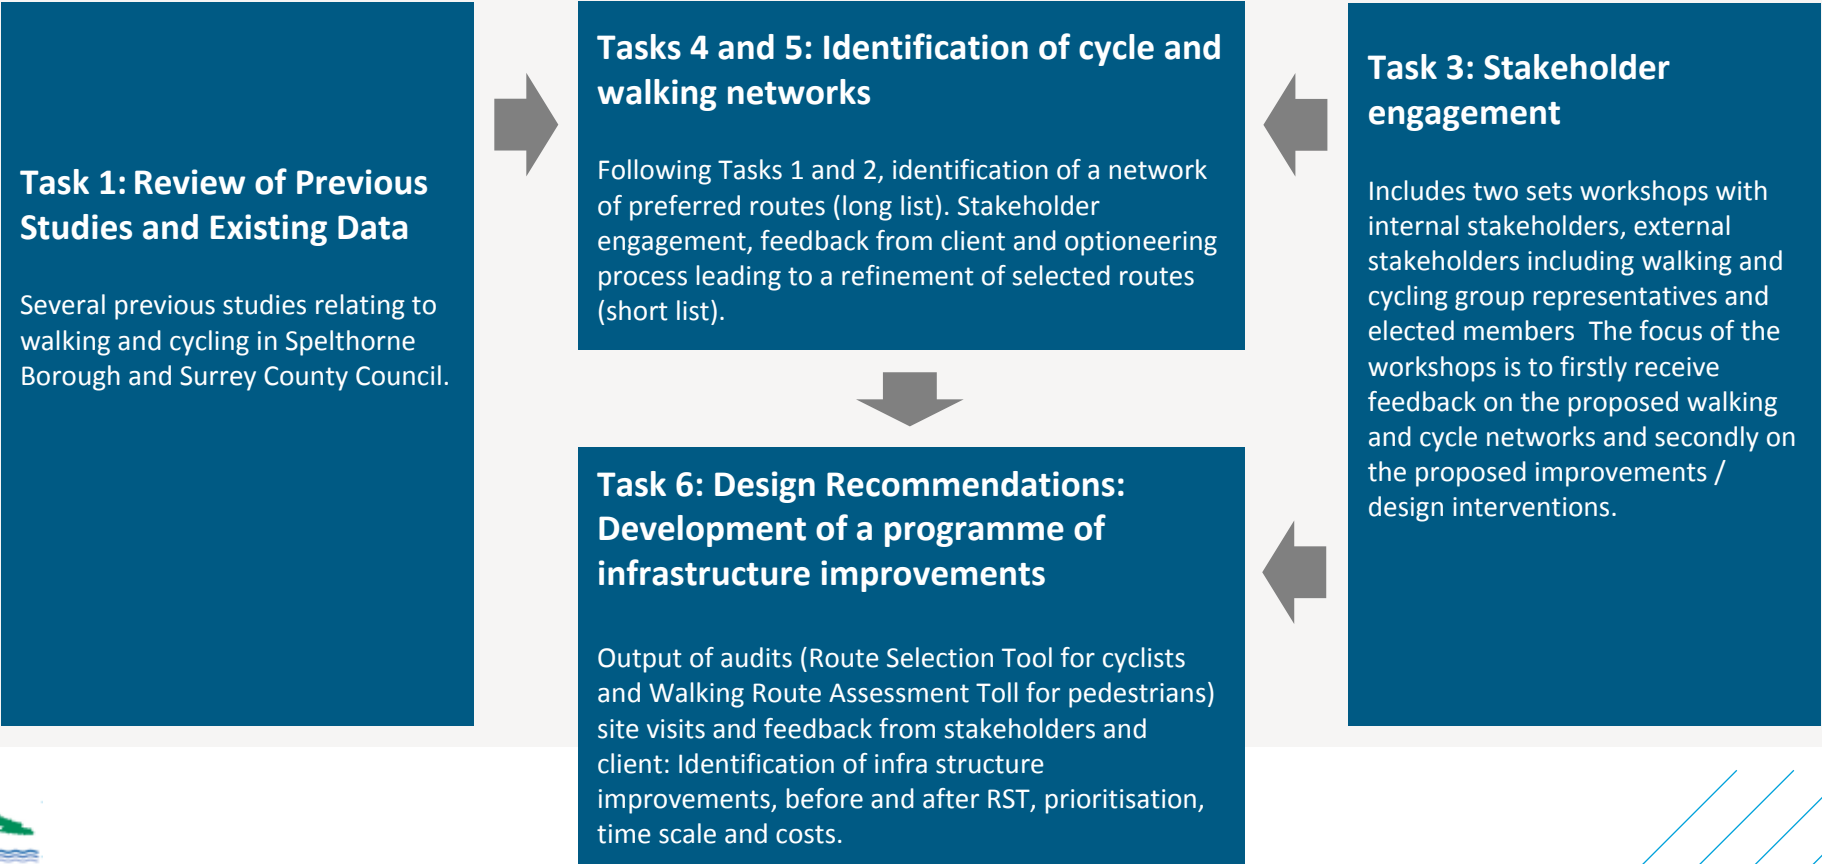 Task 1: Review of Previous
Studies and Existing Data
Several previous studies relating to
walking and cycling in Spelthorne
Borough and Surrey County Council.
Tasks 4 and 5: Identification of cycle and
walking networks
Following Tasks 1 and 2, identification of a network
of preferred routes (long list). Stakeholder
engagement, feedback from client and optioneering
process leading to a refinement of selected routes
(short list).
Task 6: Design Recommendations:
Development of a programme of
infrastructure improvements
Output of audits (Route Selection Tool for cyclists
and Walking Route Assessment Toll for pedestrians)
site visits and feedback from stakeholders and
client: Identification of infra structure
improvements, before and after RST, prioritisation,
time scale and costs.
Task 3: Stakeholder
engagement
Includes two sets workshops with
internal stakeholders, external
stakeholders including walking and
cycling group representatives and
elected members  The focus of the
workshops is to firstly receive
feedback on the proposed walking
and cycle networks and secondly on
the proposed improvements /
design interventions.